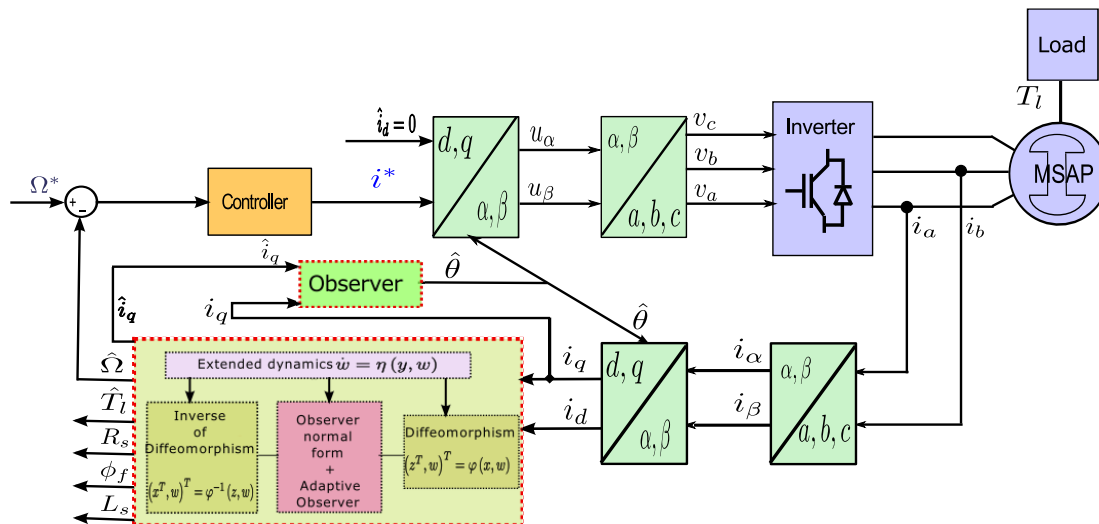 Load
T_l
î_d = 0
d, q
α, β
u_α
u_β
α, β
a, b, c
v_c
v_b
v_a
Inverter
MSAP
Ω*
+
-
Controller
i*
i_a
i_b
î_q
Observer
θ̂
î_q
i_q
θ̂
Ω̂
T̂_l
R_s
ϕ_f
L_s
Extended dynamics ẇ = η (y, w)
Inverse
of
Diffeomorphism
(x^T, w)^T = φ^{-1} (z, w)
Observer
normal
form
+
Adaptive
Observer
Diffeomorphism
(z^T, w)^T = φ (x, w)
i_q
i_d
d, q
α, β
i_α
i_β
α, β
a, b, c